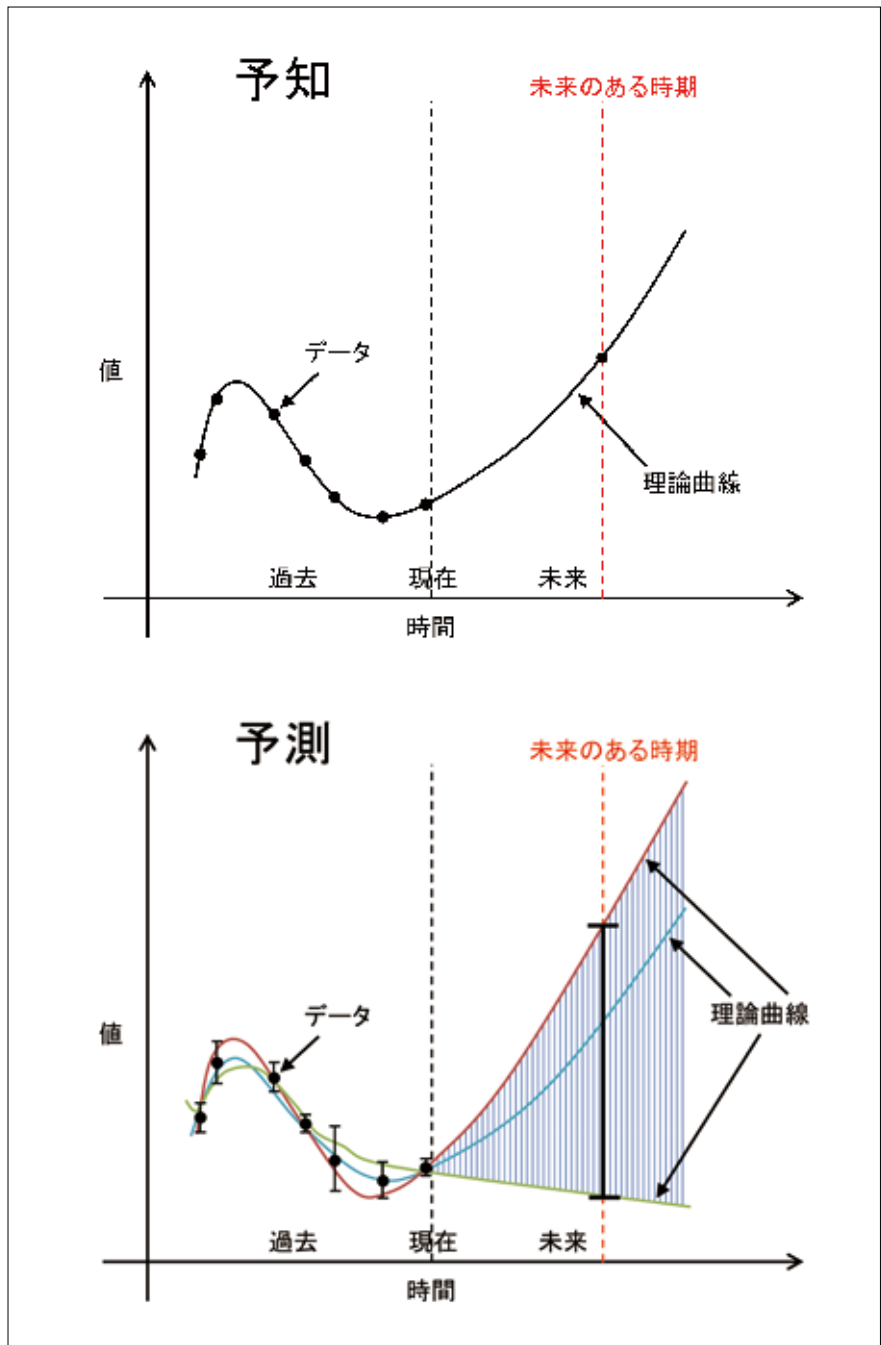 予知
未来のある時期
データ
値
理論曲線
過去
現在
未来
時間
予測
未来のある時期
データ
値
理論曲線
過去
現在
未来
時間